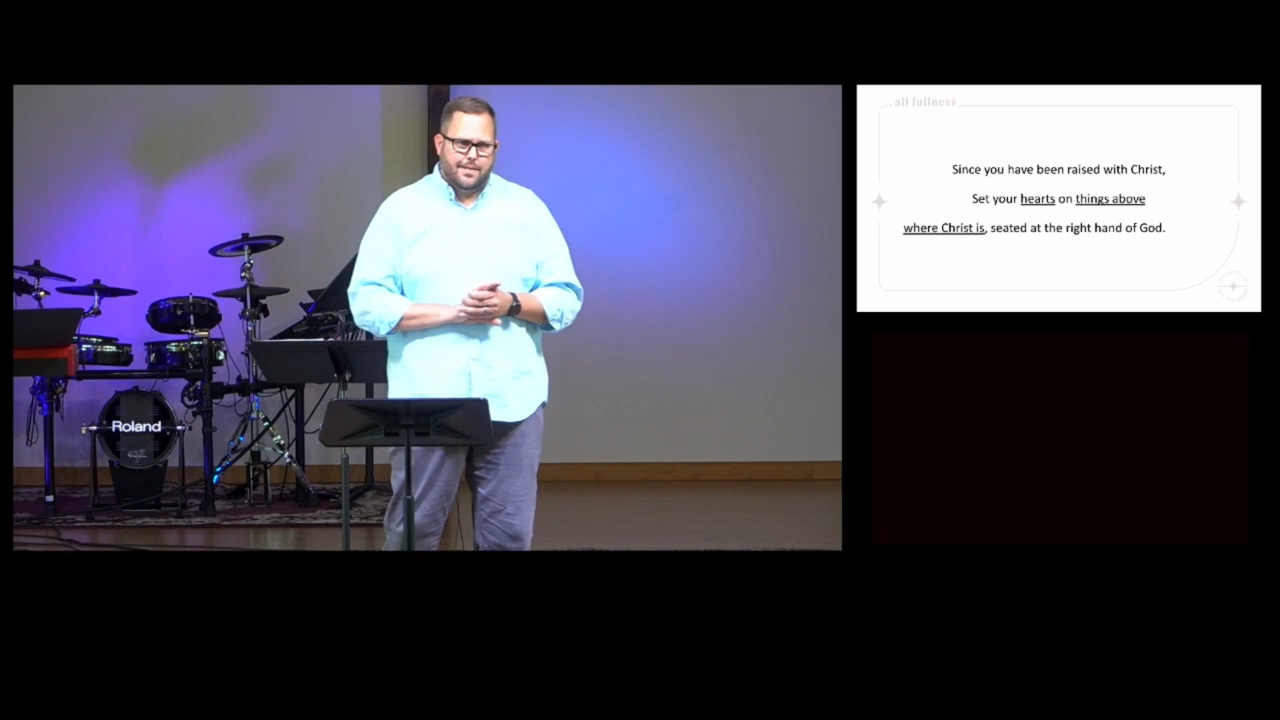 all fullness
Since you have been raised with Christ,
Set your hearts on things above
where Christ is, seated at the right hand of God.
Roland